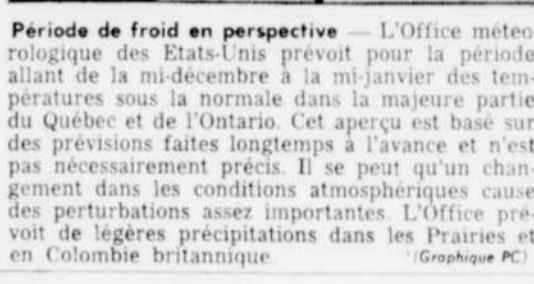 Période de froid en perspective — L'Office météo-
rologique des Etats-Unis prévoit pour la période
allant de la mi-décembre à la mi-janvier des tem-
pératures sous la normale dans la majeure partie
du Québec et de l'Ontario. Cet aperçu est basé sur
des prévisions faites longtemps à l'avance et n'est
pas nécessairement précis. Il se peut qu'un chan-
gement dans les conditions atmosphériques cause
des perturbations assez importantes. L'Office pré-
voit de légères précipitations dans les Prairies et
en Colombie britannique. (Graphique PC)